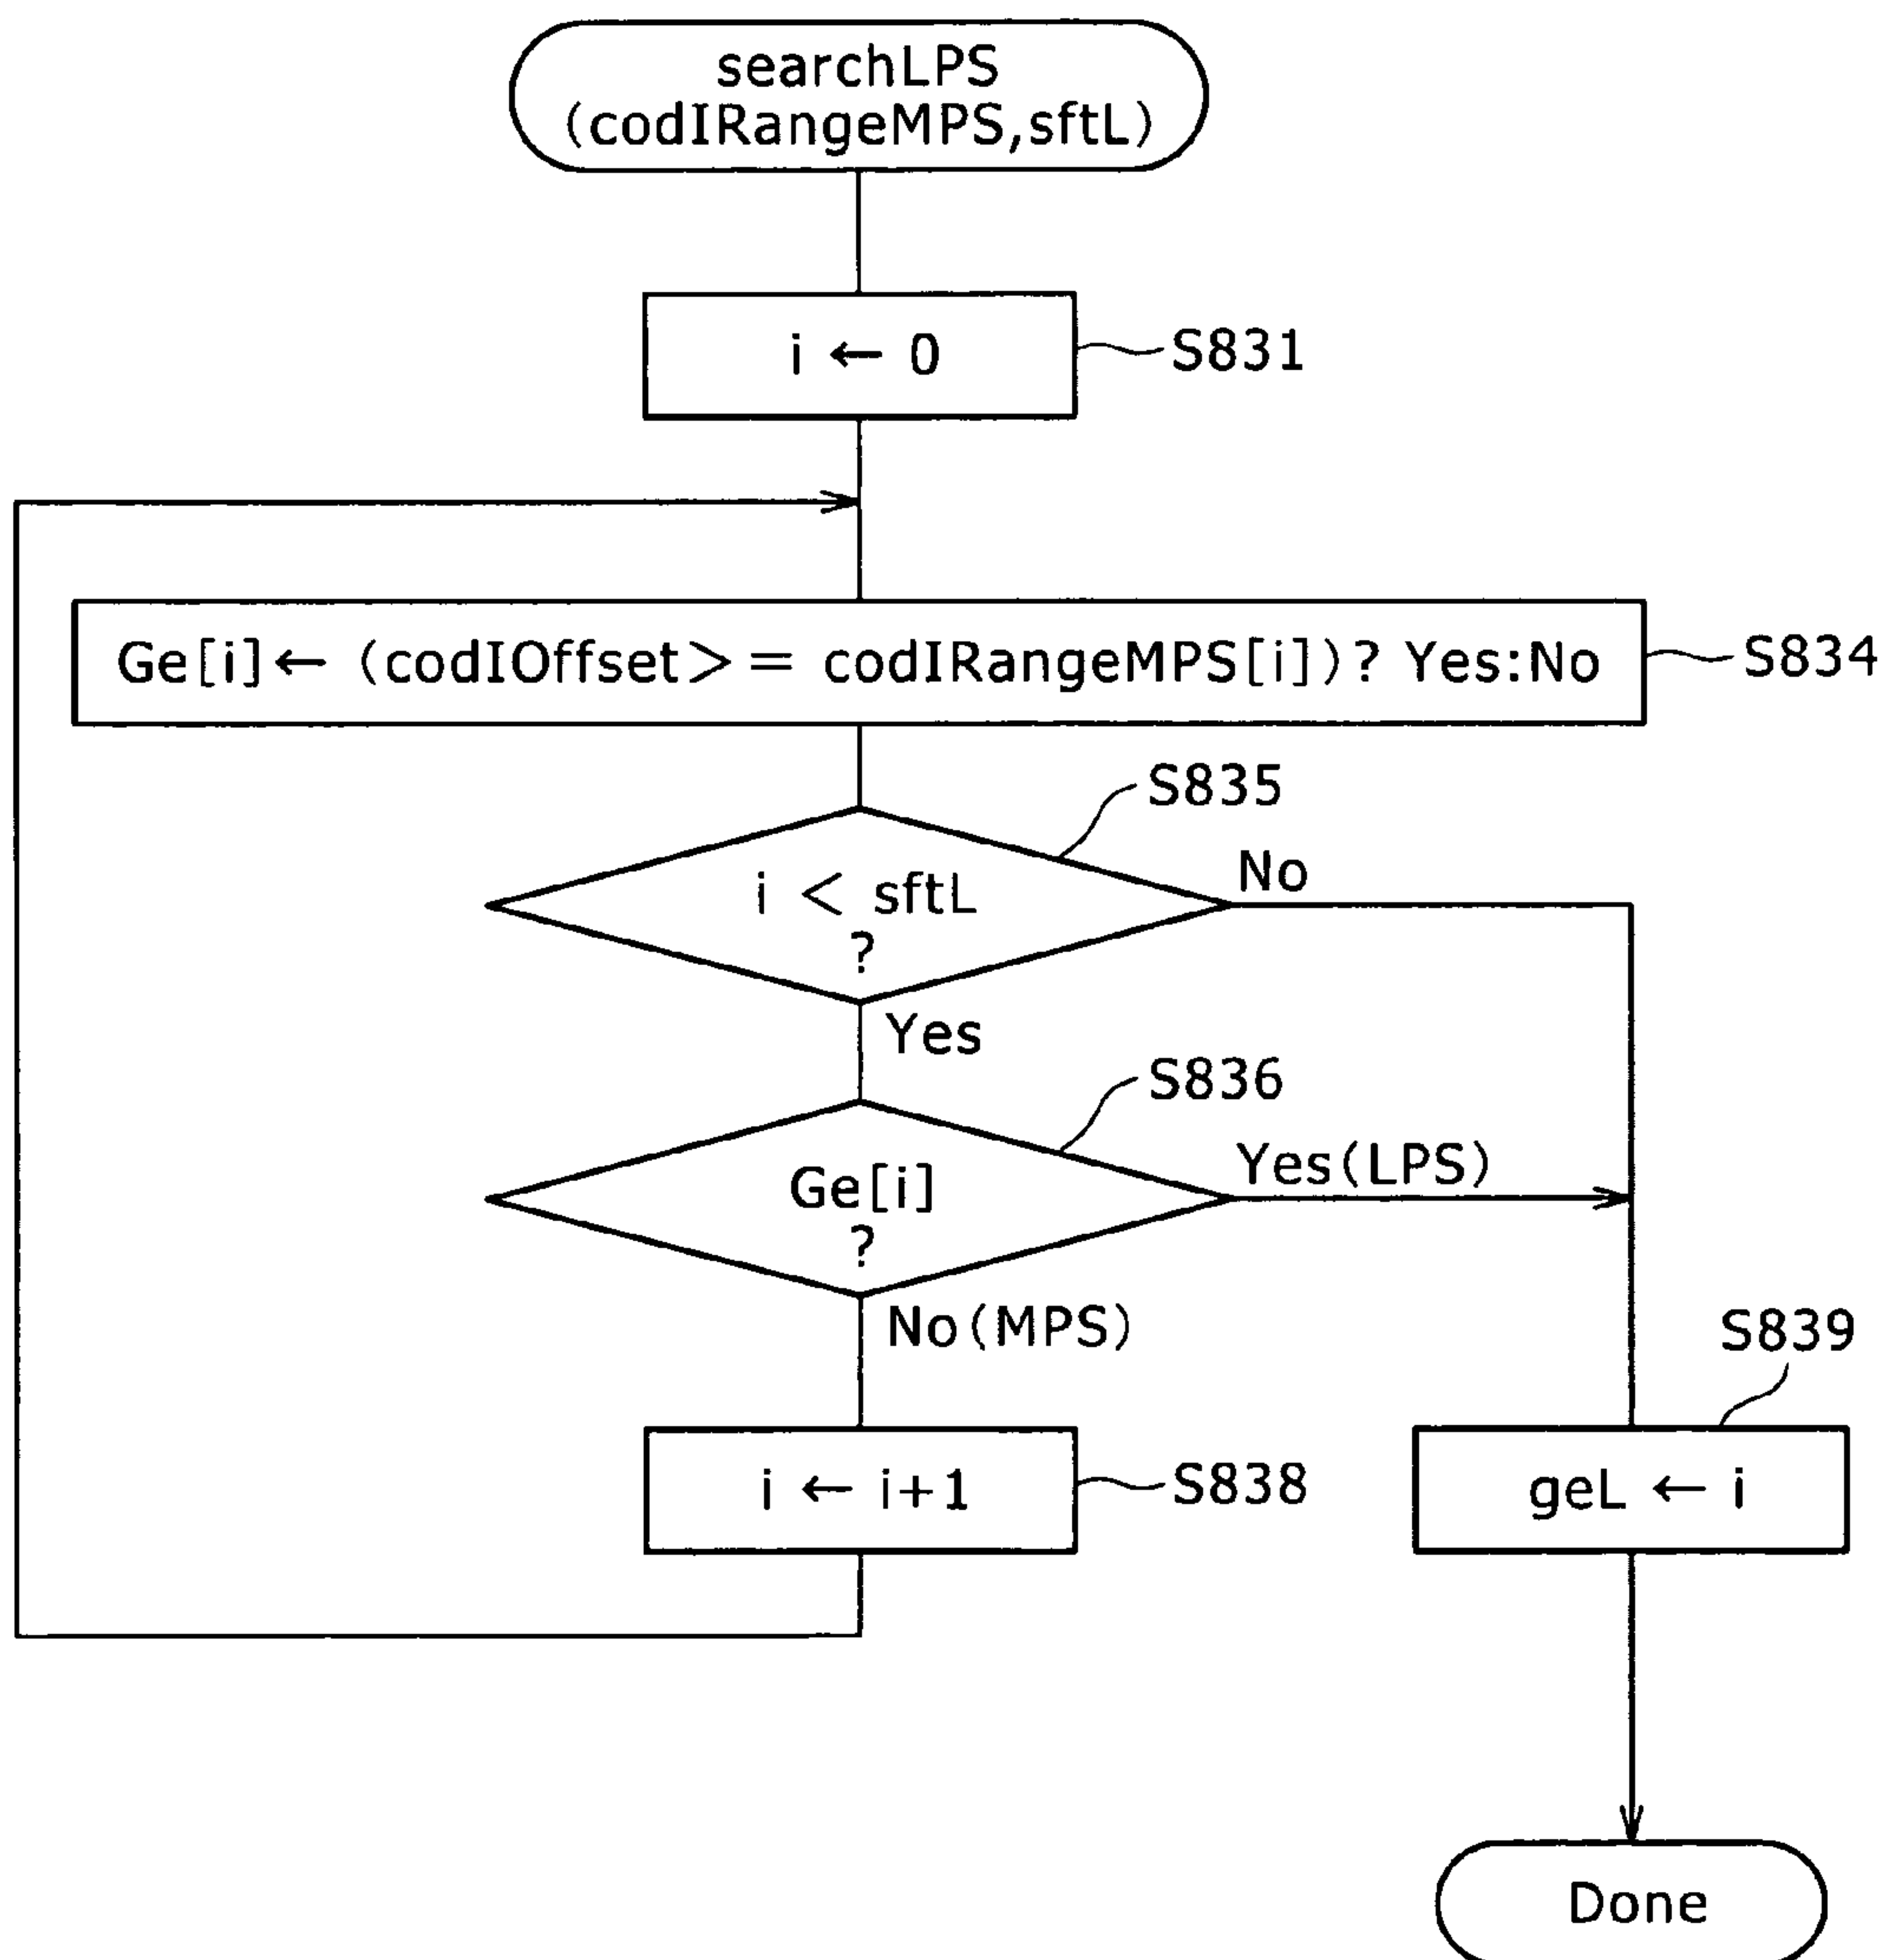 searchLPS
(codIRangeMPS,sftL)
i ← 0
S831
Ge[i]← (codIOffset>= codIRangeMPS[i])? Yes:No
S834
S835
i < sftL
?
No
Yes
S836
Ge[i]
?
Yes(LPS)
No(MPS)
S839
i ← i+1
S838
geL ← i
Done